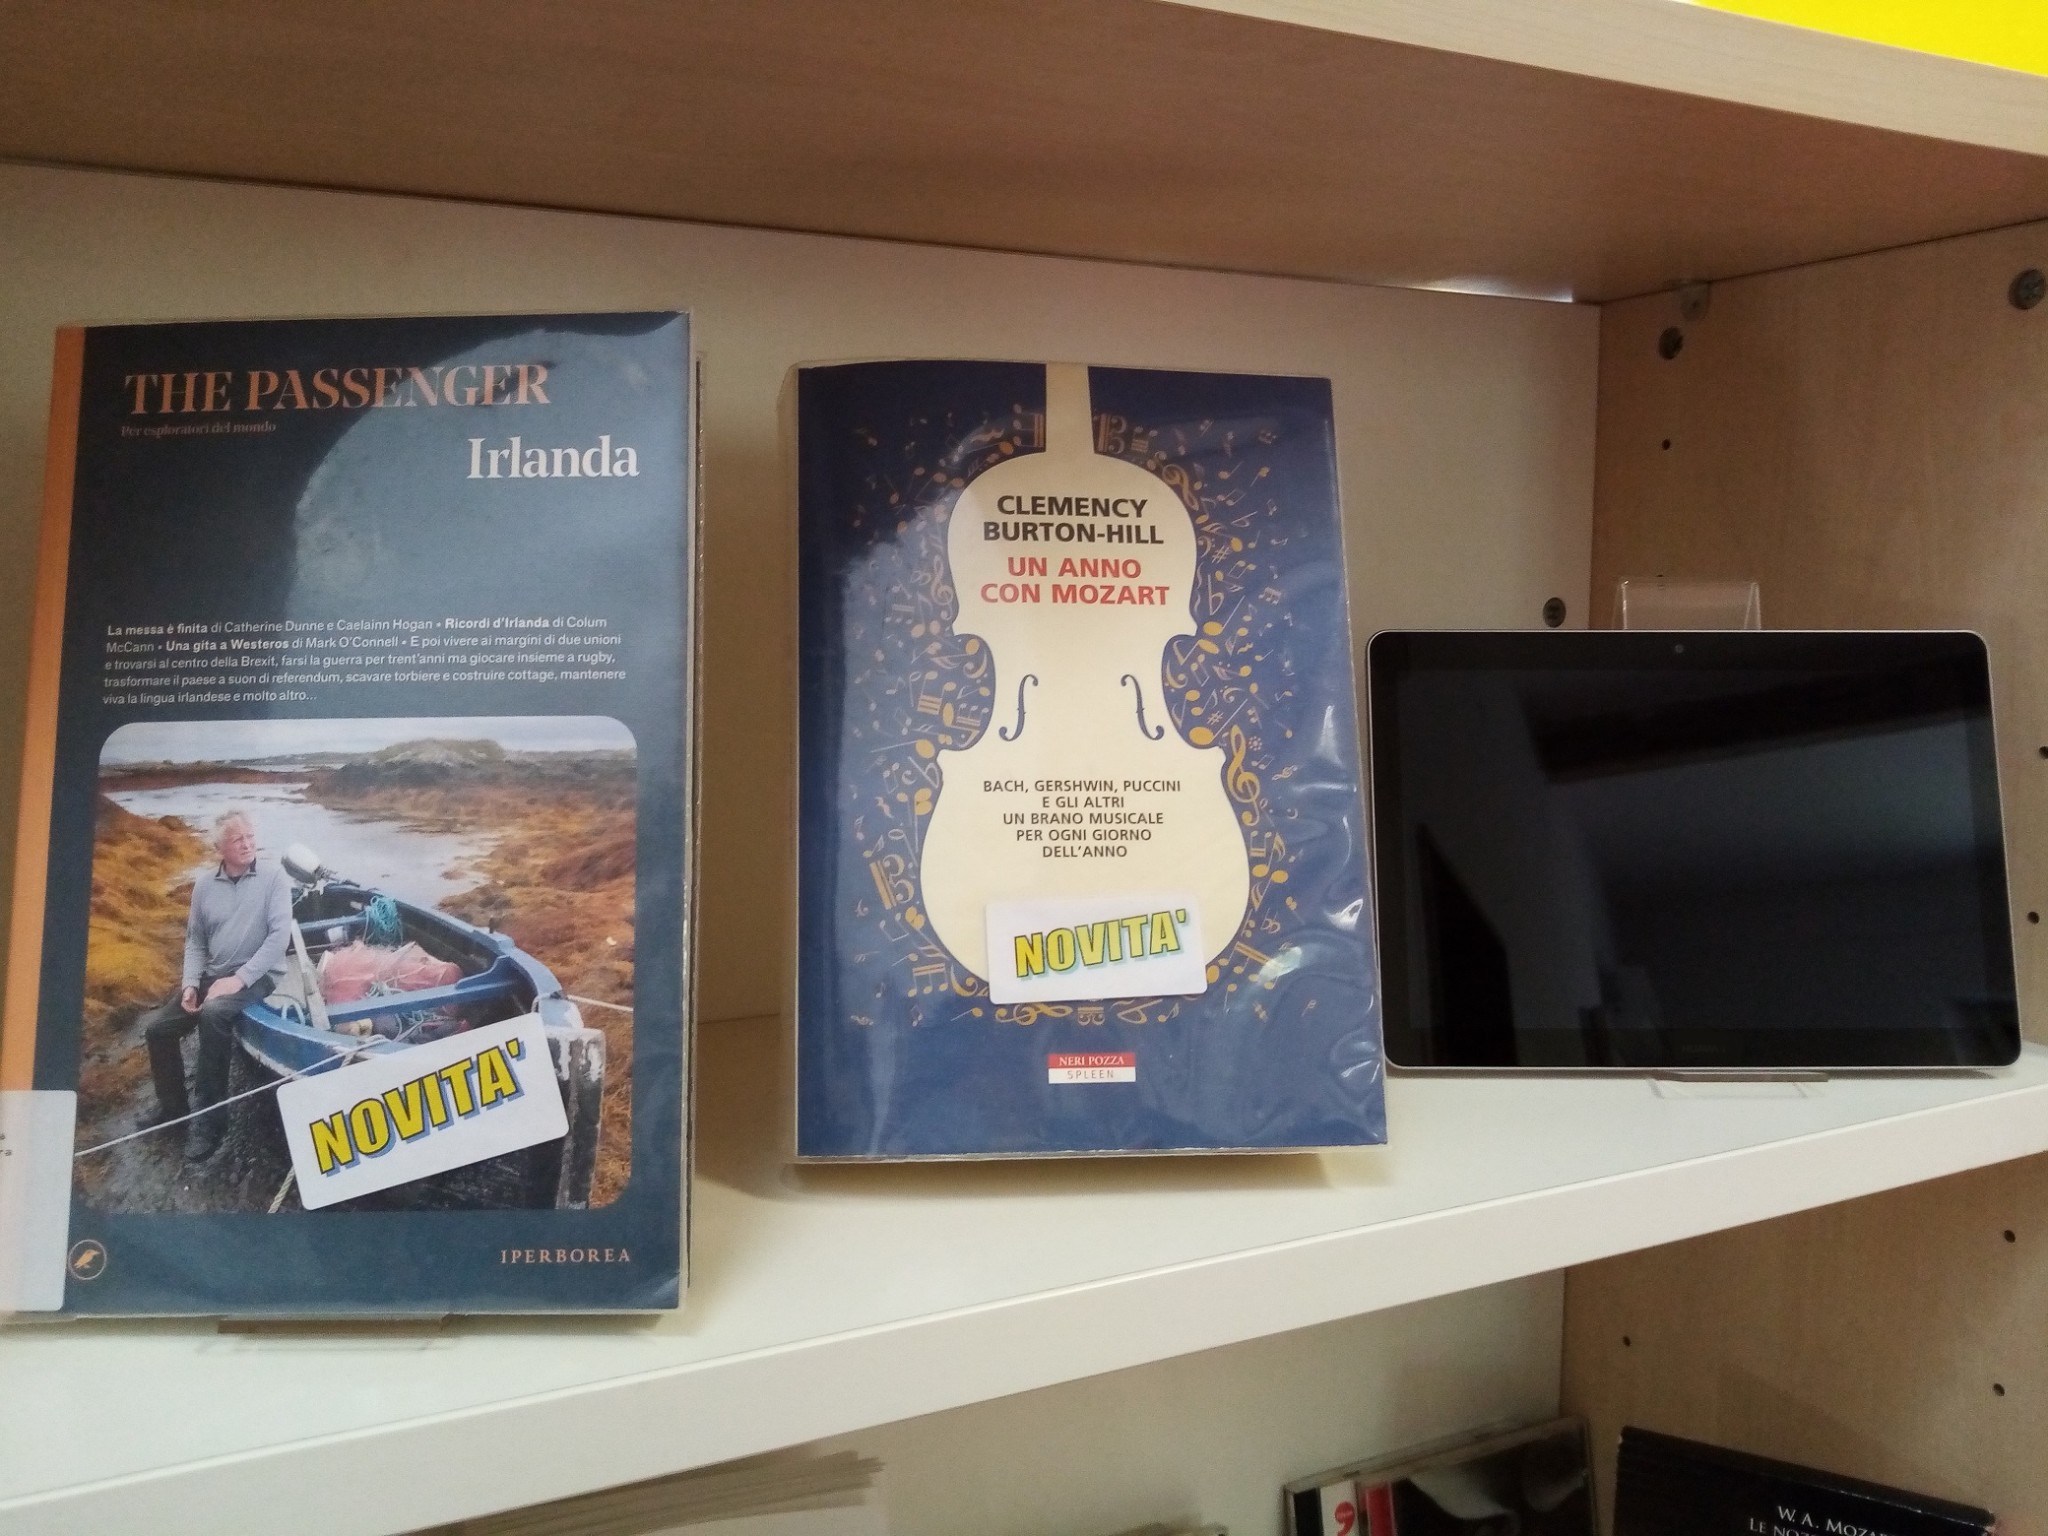 THE PASSENGER
Per esploratori del mondo
Irlanda
La messa è finita di Catherine Dunne e Caelainn Hogan • Ricordi d'Irlanda di Colum
McCann • Una gita a Westeros di Mark O'Connell • E poi vivere ai margini di due unioni
e trovarsi al centro della Brexit, farsi la guerra per trent'anni ma giocare insieme a rugby,
trasformare il paese a suon di referendum, scavare torbiere e costruire cottage, mantenere
viva la lingua irlandese e molto altro...
NOVITA'
IPERBOREA
CLEMENCY
BURTON-HILL
UN ANNO
CON MOZART
BACH, GERSHWIN, PUCCINI
E GLI ALTRI
UN BRANO MUSICALE
PER OGNI GIORNO
DELL'ANNO
NOVITA'
NERI POZZA
SPLEEN
W. A. MOZA
LE NOZ